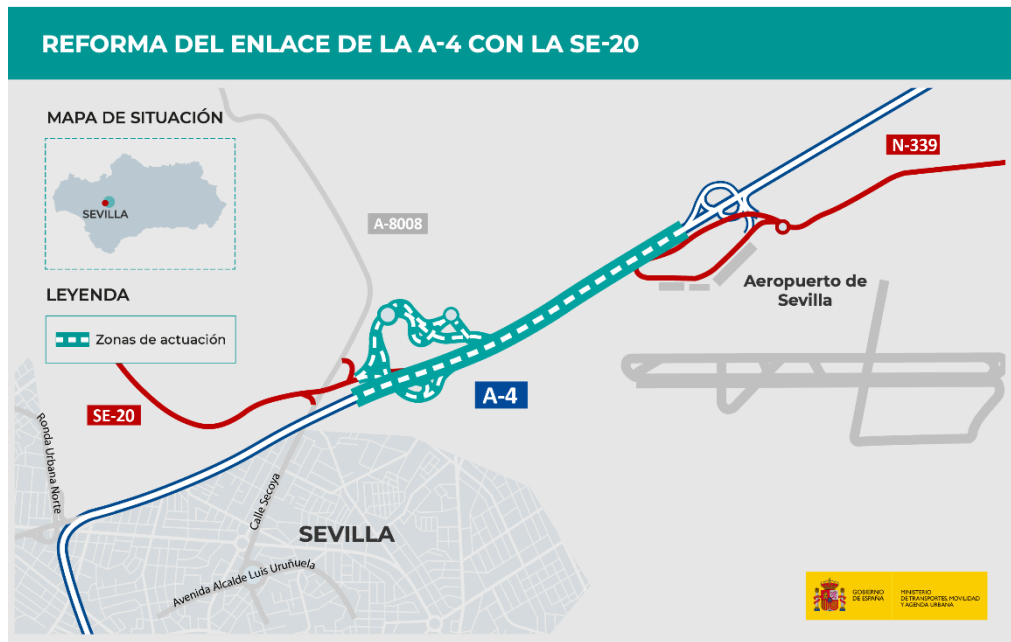 REFORMA DEL ENLACE DE LA A-4 CON LA SE-20
MAPA DE SITUACIÓN
SEVILLA
LEYENDA
Zonas de actuación
A-8008
N-339
Aeropuerto de
Sevilla
A-4
SE-20
Ronda Urbana Norte
Calle Secoya
SEVILLA
Avenida Alcalde Luis Uruñuela
GOBIERNO
DE ESPAÑA
MINISTERIO
DE TRANSPORTES, MOVILIDAD
Y AGENDA URBANA